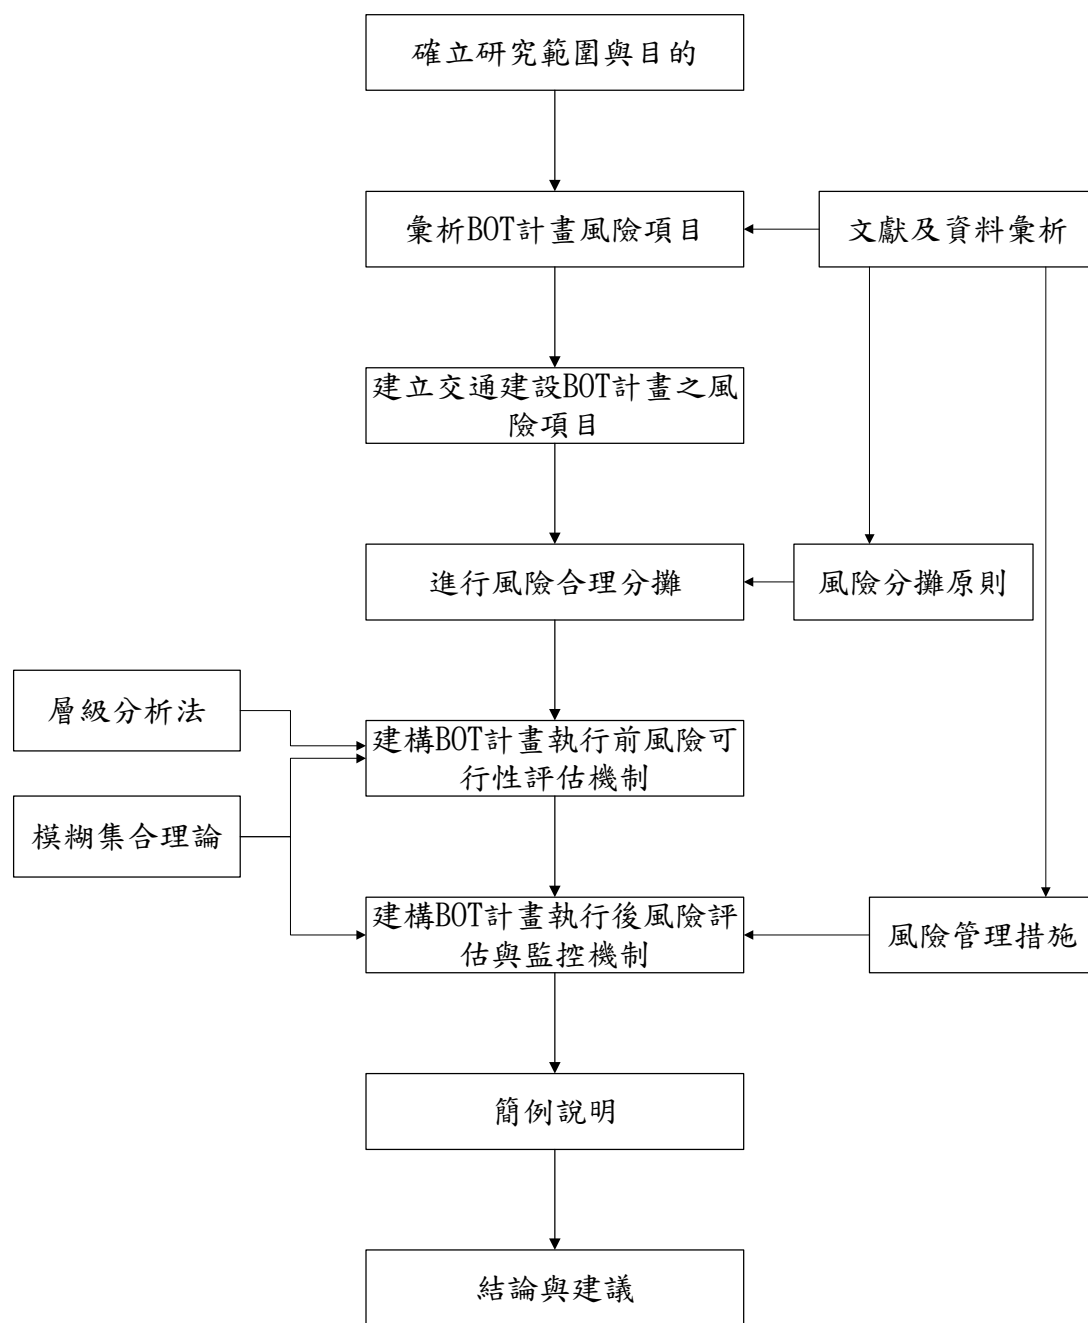 確立研究範圍與目的
彙析BOT計畫風險項目
文獻及資料彙析
建立交通建設BOT計畫之風
險項目
進行風險合理分攤
風險分攤原則
層級分析法
建構BOT計畫執行前風險可
行性評估機制
模糊集合理論
建構BOT計畫執行後風險評
估與監控機制
風險管理措施
簡例說明
結論與建議